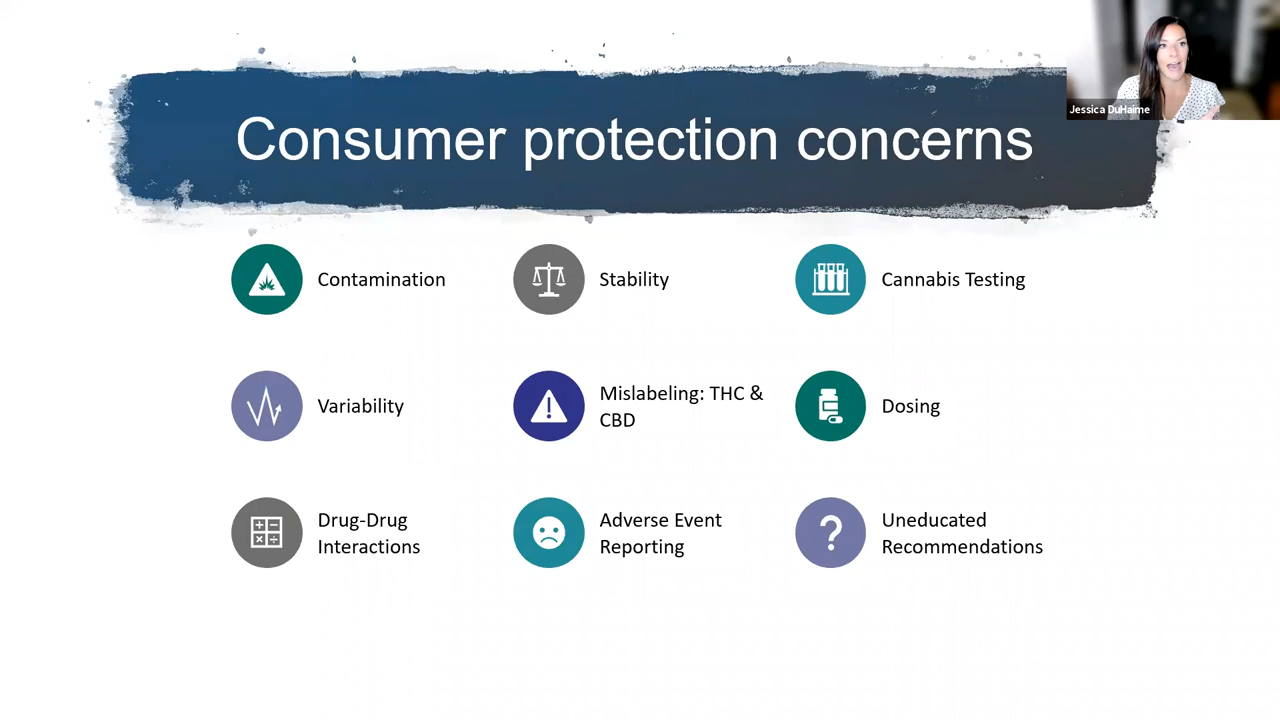 Consumer protection concerns
Jessica DuHaime
Contamination
Stability
Cannabis Testing
Variability
Mislabeling: THC &
CBD
Dosing
Drug-Drug
Interactions
Adverse Event
Reporting
Uneducated
Recommendations